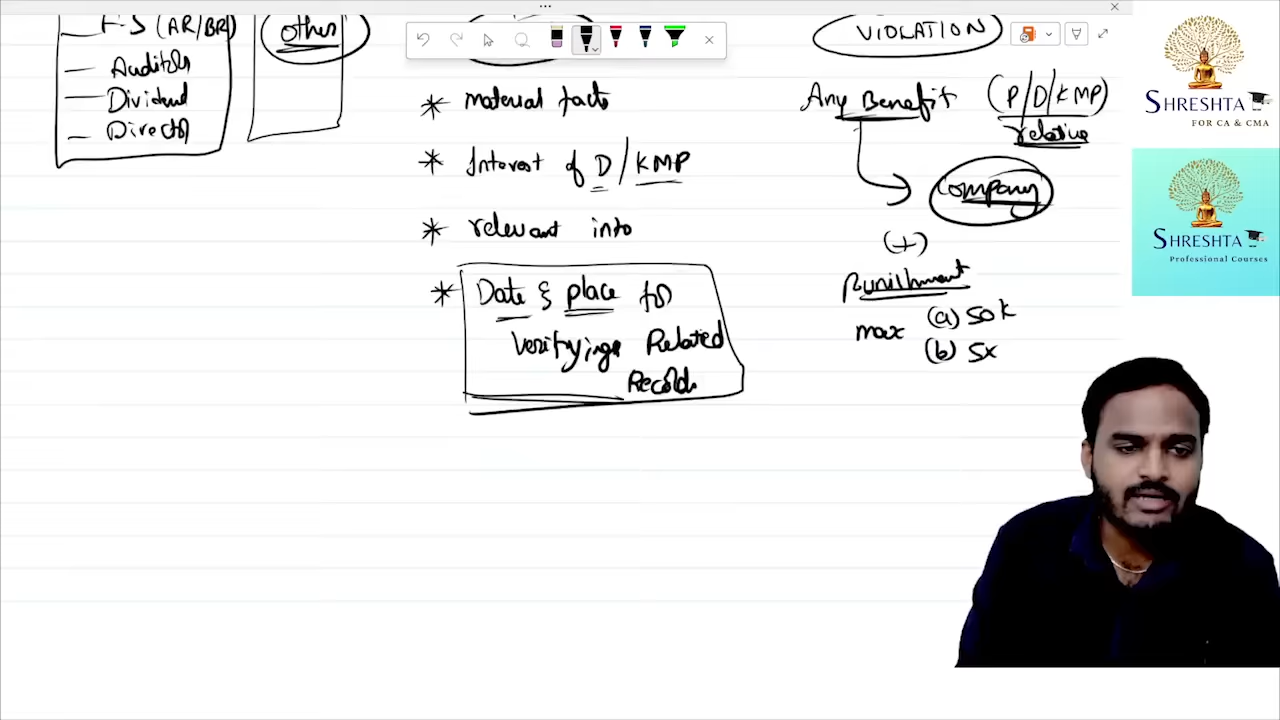 F-S (AR/BR)
Auditor
Dividend
Director
other
* material facts
* Interest of D/KMP
* relevant info
* Date & place for
verifying Related
Records
VIOLATION
Any Benefit (P/D/KMP)
relative
Company
(+)
Punishment
max (a) 50k
(b) 5x
SHRESHTA
FOR CA & CMA
SHRESHTA
Professional Courses